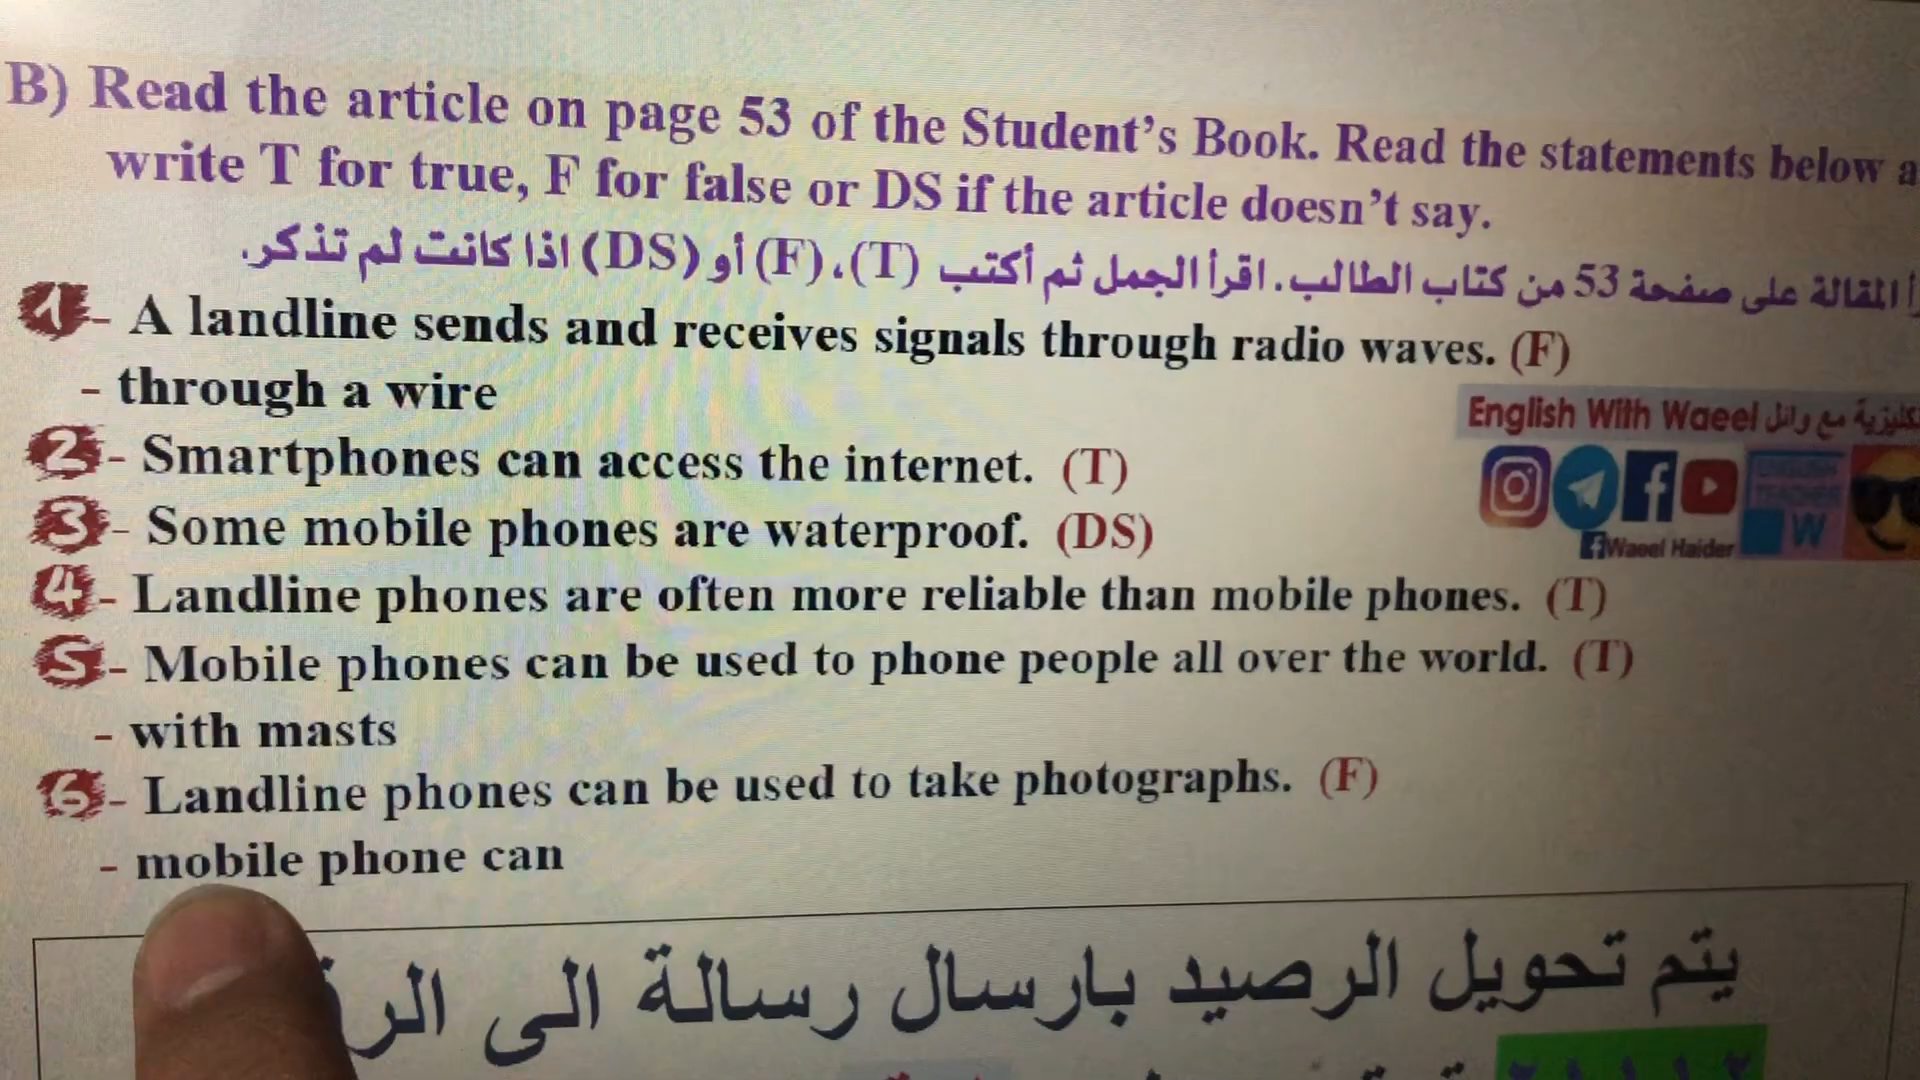 B) Read the article on page 53 of the Student's Book. Read the statements below
write T for true, F for false or DS if the article doesn't say.
المقالة على صفحة 53 من كتاب الطالب. اقرأ الجمل ثم أكتب (T)، (F) أو (DS) اذا كانت لم تذكر.
1- A landline sends and receives signals through radio waves. (F)
- through a wire
English With Waeel مع وائل
2- Smartphones can access the internet. (T)
ENGLISH TEACHER W
3- Some mobile phones are waterproof. (DS)
Waeel Haider
4- Landline phones are often more reliable than mobile phones. (T)
5- Mobile phones can be used to phone people all over the world. (T)
- with masts
6- Landline phones can be used to take photographs. (F)
- mobile phone can
يتم تحويل الرصيد بارسال رسالة الى